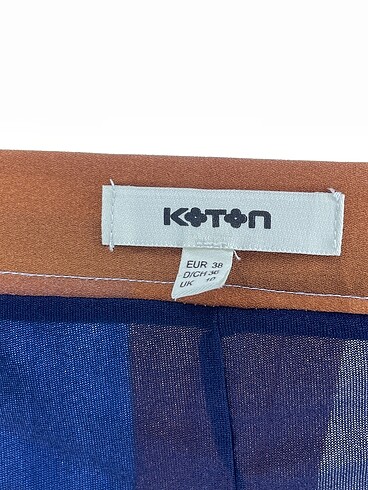 KOTON
EUR 38
D/CH 36
UK 10